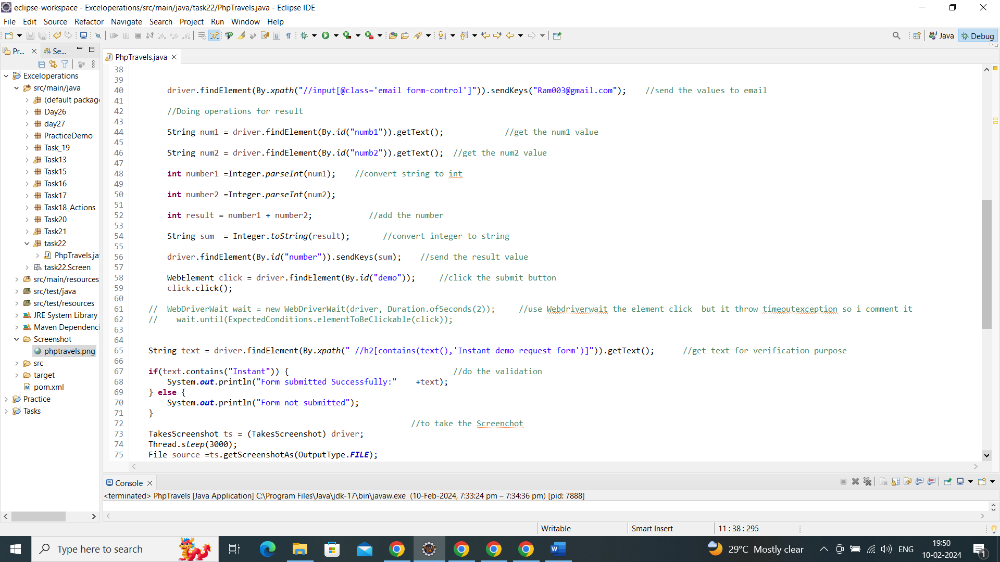 eclipse-workspace - Exceloperations/src/main/java/task22/PhpTravels.java - Eclipse IDE
File Edit Source Refactor Navigate Search Project Run Window Help
Java Debug
Pr... Se...
PhpTravels.java
Exceloperations
src/main/java
(default package
Day26
day27
PracticeDemo
Task_19
Task13
Task15
Task16
Task17
Task18_Actions
Task20
Task21
task22
PhpTravels.ja
task22.Screen
src/main/resources
src/test/java
src/test/resources
JRE System Library
Maven Dependenci
Screenshot
phptravels.png
src
target
pom.xml
Practice
Tasks
38
39
40 driver.findElement(By.xpath("//input[@class='email form-control']")).sendKeys("Ram003@gmail.com"); //send the values to email
41
42 //Doing operations for result
43
44 String num1 = driver.findElement(By.id("numb1")).getText(); //get the num1 value
45
46 String num2 = driver.findElement(By.id("numb2")).getText(); //get the num2 value
47
48 int number1 =Integer.parseInt(num1); //convert string to int
49
50 int number2 =Integer.parseInt(num2);
51
52 int result = number1 + number2; //add the number
53
54 String sum = Integer.toString(result); //convert integer to string
55
56 driver.findElement(By.id("number")).sendKeys(sum); //send the result value
57
58 WebElement click = driver.findElement(By.id("demo")); //click the submit button
59 click.click();
60
61 // WebDriverWait wait = new WebDriverWait(driver, Duration.ofSeconds(2)); //use Webdriverwait the element click but it throw timeoutexception so i comment it
62 // wait.until(ExpectedConditions.elementToBeClickable(click));
63
64
65 String text = driver.findElement(By.xpath(" //h2[contains(text(),'Instant demo request form')]")).getText(); //get text for verification purpose
66
67 if(text.contains("Instant")) { //do the validation
68 System.out.println("Form submitted Successfully:" +text);
69 } else {
70 System.out.println("Form not submitted");
71 }
72 //to take the Screenchot
73 TakesScreenshot ts = (TakesScreenshot) driver;
74 Thread.sleep(3000);
75 File source =ts.getScreenshotAs(OutputType.FILE);
Console
<terminated> PhpTravels [Java Application] C:\Program Files\Java\jdk-17\bin\javaw.exe (10-Feb-2024, 7:33:24 pm – 7:34:36 pm) [pid: 7888]
Writable Smart Insert 11 : 38 : 295
Type here to search
29°C Mostly clear
ENG
19:50
10-02-2024
1